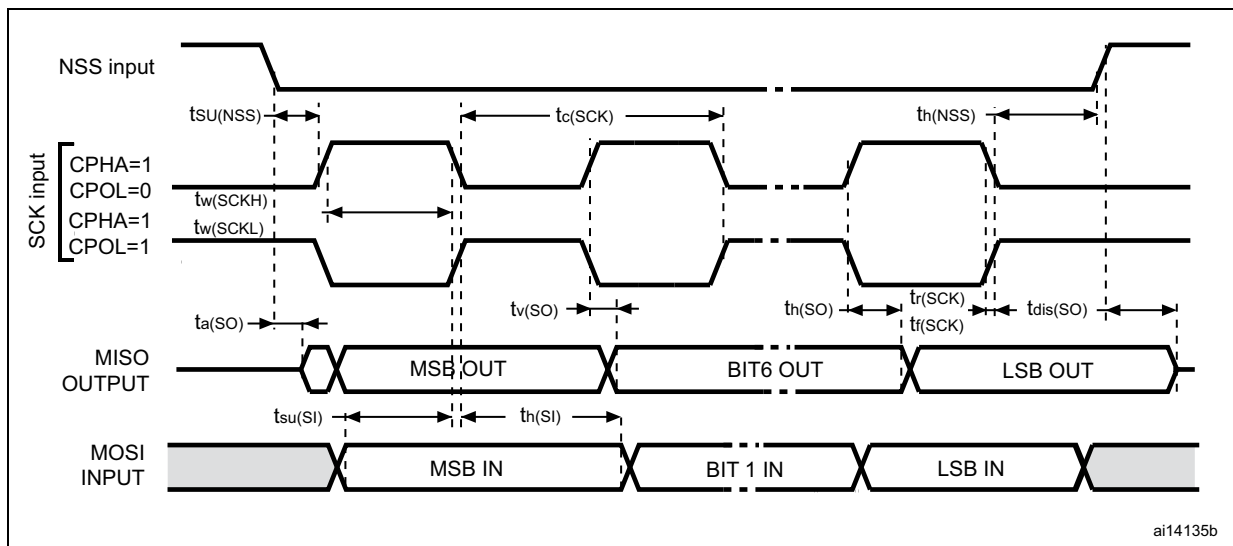 NSS input
tSU(NSS)
tc(SCK)
th(NSS)
SCK input
CPHA=1
CPOL=0
tw(SCKH)
CPHA=1
tw(SCKL)
CPOL=1
ta(SO)
tv(SO)
th(SO)
tr(SCK)
tf(SCK)
tdis(SO)
MISO
OUTPUT
MSB OUT
BIT6 OUT
LSB OUT
tsu(SI)
th(SI)
MOSI
INPUT
MSB IN
BIT 1 IN
LSB IN
ai14135b